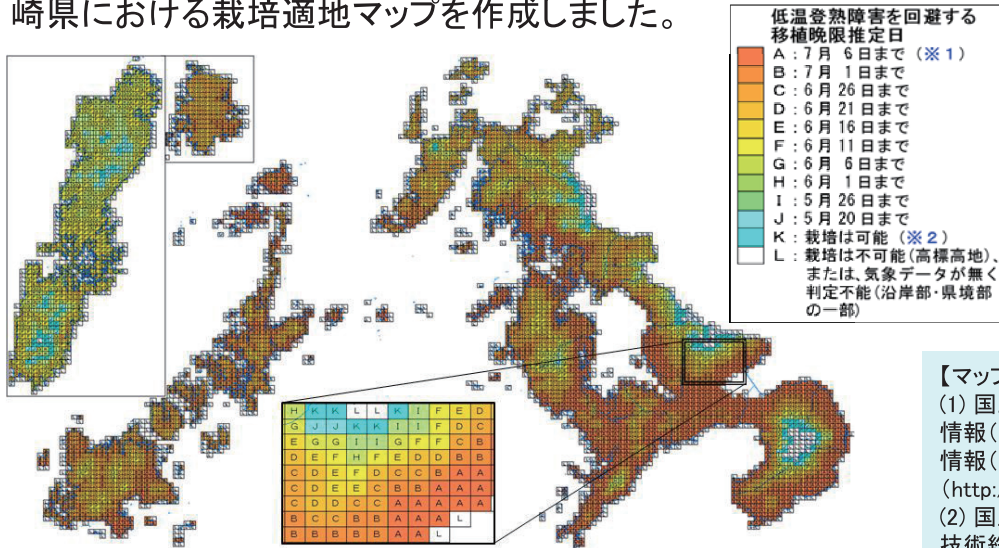 崎県における栽培適地マップを作成しました。
低温登熟障害を回避する
移植晩限推定日
A：7月 6日まで（※1）
B：7月 1日まで
C：6月26日まで
D：6月21日まで
E：6月16日まで
F：6月11日まで
G：6月 6日まで
H：6月 1日まで
I：5月26日まで
J：5月20日まで
K：栽培は可能（※2）
L：栽培は不可能（高標高地）、
または、気象データが無く
判定不能（沿岸部・県境部
の一部）
H K K L L K I F E D
G J J K K I I F D C
E G G I I G F F C B
D E F H F E D D B B
C D E F D C C B A A
C D E E C B B A A A
C D D C C A A A A A
B C C B B A A A L
B B B B B A A L
【マッフ
(1) 国
情報（
情報（
（http:/
(2) 国